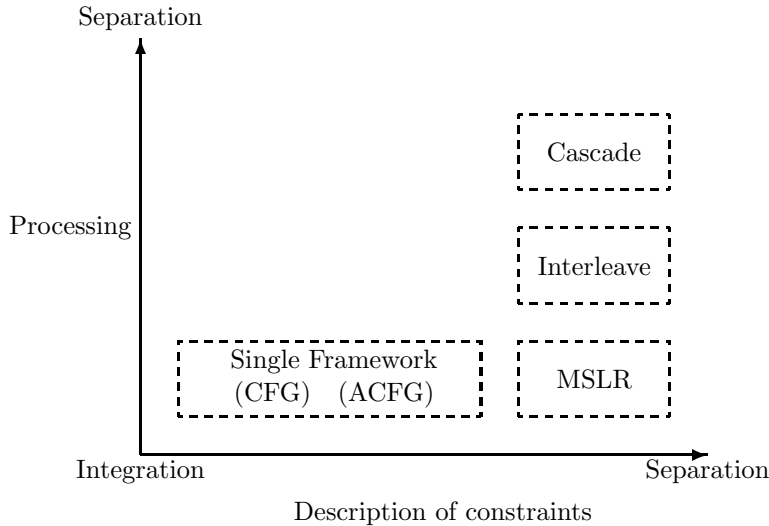 Separation
Cascade
Processing
Interleave
Single Framework
(CFG) (ACFG)
MSLR
Integration
Separation
Description of constraints